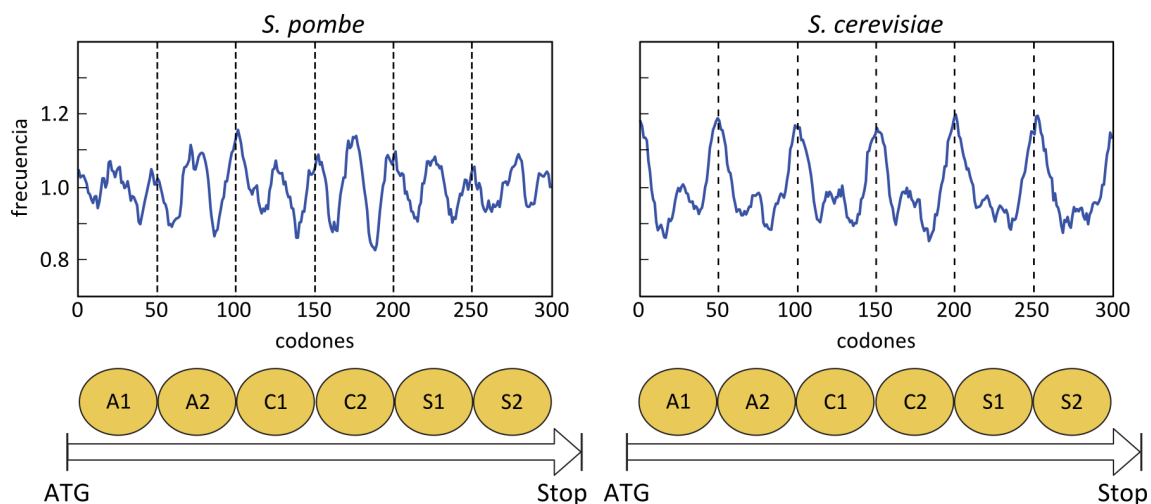 S. pombe
S. cerevisiae
frecuencia
1.2
1.0
0.8
0 50 100 150 200 250 300
codones
0 50 100 150 200 250 300
codones
A1 A2 C1 C2 S1 S2
A1 A2 C1 C2 S1 S2
ATG Stop
ATG Stop